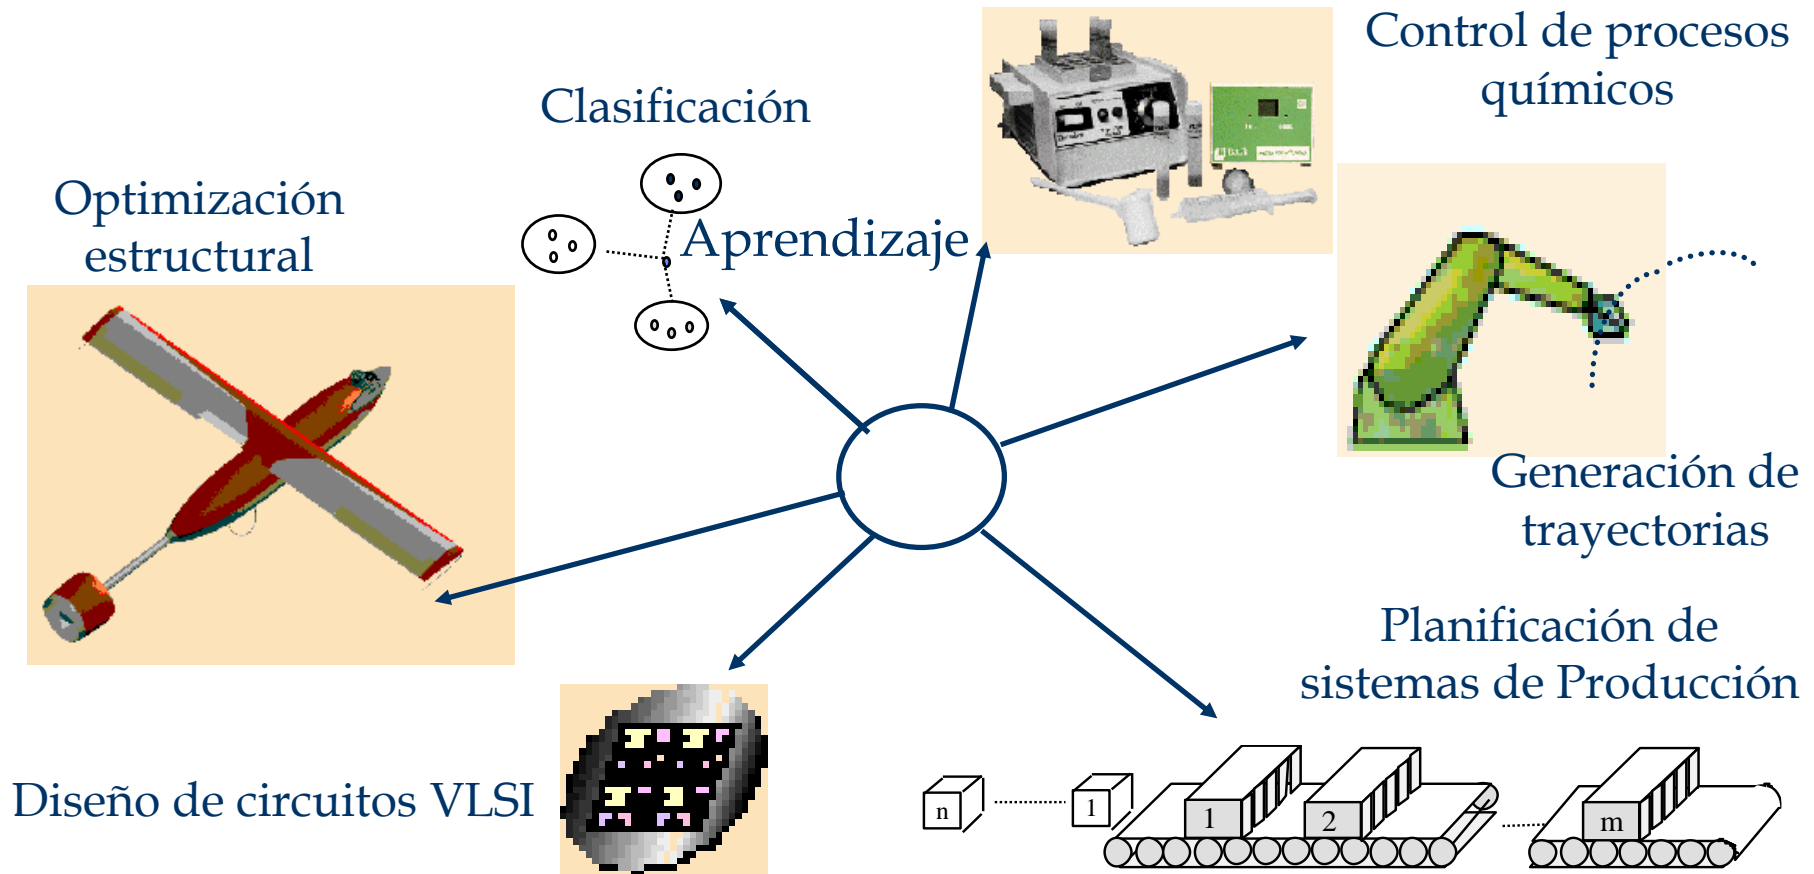 Control de procesos
químicos
Clasificación
Optimización
estructural
Aprendizaje
Generación de
trayectorias
Planificación de
sistemas de Producción
Diseño de circuitos VLSI
n
1
1
2
m